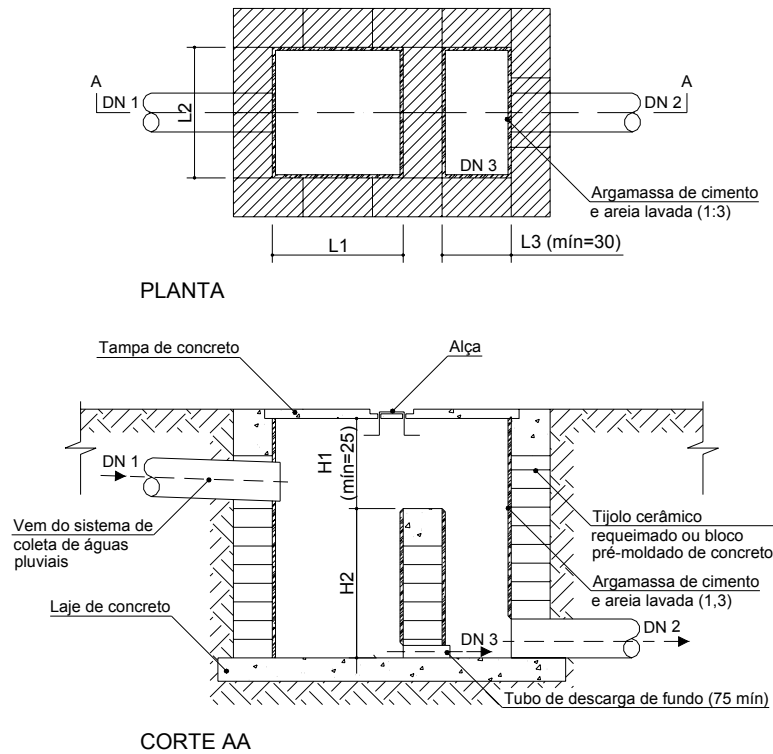 A
DN 1
L2
A
DN 2
DN 3
Argamassa de cimento
e areia lavada (1:3)
L1
L3 (mín=30)
PLANTA
Tampa de concreto
Alça
DN 1
H1
(mín=25)
Vem do sistema de
coleta de águas
pluviais
Tijolo cerâmico
requeimado ou bloco
pré-moldado de concreto
H2
Argamassa de cimento
e areia lavada (1,3)
Laje de concreto
DN 3
DN 2
Tubo de descarga de fundo (75 mín)
CORTE AA